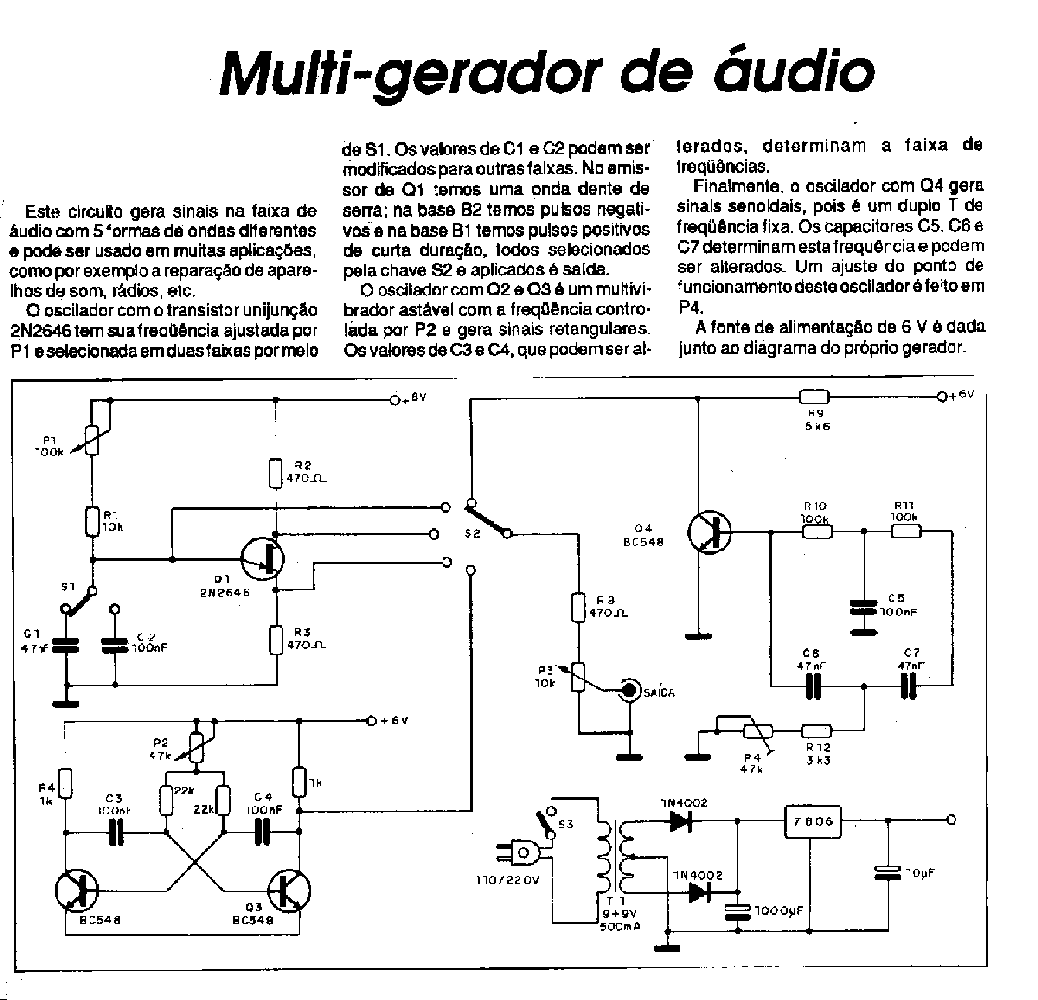 Multi-gerador de áudio
Este circuito gera sinais na faixa de
áudio com 5 formas de ondas diferentes
e pode ser usado em muitas aplicações,
como por exemplo a reparação de apare-
lhos de som, rádios, etc.
O oscilador com o transistor unijunção
2N2646 tem sua freqüência ajustada por
P1 e selecionada em duas faixas por meio
de S1. Os valores de C1 e C2 podem ser
modificados para outras faixas. No emis-
sor de Q1 temos uma onda dente de
serra; na base B2 temos pulsos negati-
vos e na base B1 temos pulsos positivos
de curta duração, todos selecionados
pela chave S2 e aplicados é saída.
O oscilador com Q2 e Q3 é um multivi-
brador astável com a freqüência contro-
lada por P2 e gera sinais retangulares.
Os valores de C3 e C4, que podem ser al-
terados, determinam a faixa de
freqüências.
Finalmente, o oscilador com Q4 gera
sinais senoidais, pois é um duplo T de
freqüência fixa. Os capacitores C5, C6 e
C7 determinam esta freqüência e podem
ser alterados. Um ajuste do ponto de
funcionamento deste oscilador é feito em
P4.
A fonte de alimentação de 6 V é dada
junto ao diagrama do próprio gerador.
+6V
+6V
R9
5k6
P1
100k
R2
470Ω
R1
10k
S2
Q4
BC548
R10
100k
R11
100k
Q1
2N2646
S1
C1
47nF
C2
100nF
R3
470Ω
R3
470Ω
C5
100nF
P3
10k
SAÍDA
C6
47nF
C7
47nF
+6V
P2
47k
P4
47k
R12
3k3
R4
1k
22k
22k
1k
C3
100nF
C4
100nF
BC548
Q3
BC548
S3
110/220V
T1
9+9V
500mA
1N4002
1N4002
7806
1000µF
10µF